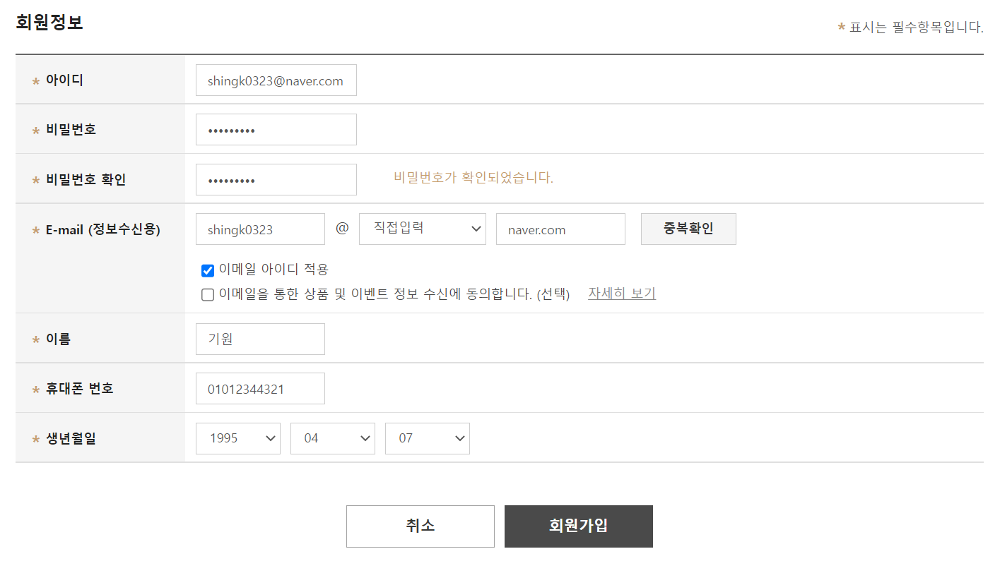 회원정보
* 표시는 필수항목입니다.
* 아이디 shingk0323@naver.com
* 비밀번호 •••••••••
* 비밀번호 확인 ••••••••• 비밀번호가 확인되었습니다.
* E-mail (정보수신용) shingk0323 @ 직접입력 naver.com 중복확인
이메일 아이디 적용
이메일을 통한 상품 및 이벤트 정보 수신에 동의합니다. (선택) 자세히 보기
* 이름 기원
* 휴대폰 번호 01012344321
* 생년월일 1995 04 07
취소 회원가입